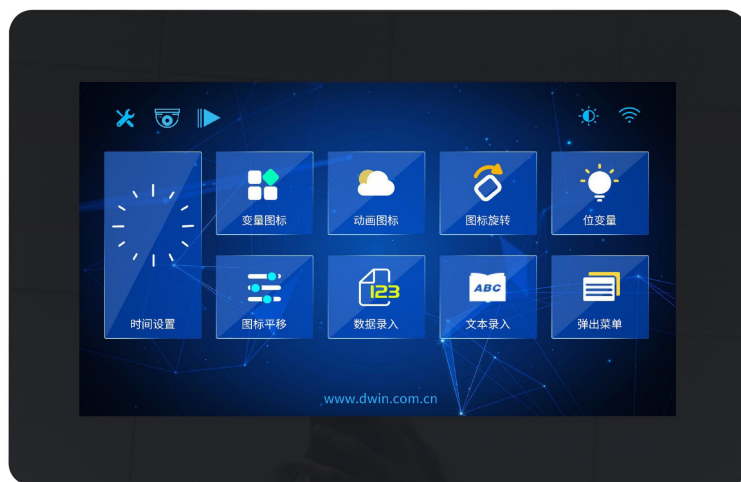 变量图标
动画图标
图标旋转
位变量
时间设置
图标平移
123
数据录入
ABC
文本录入
弹出菜单
www.dwin.com.cn